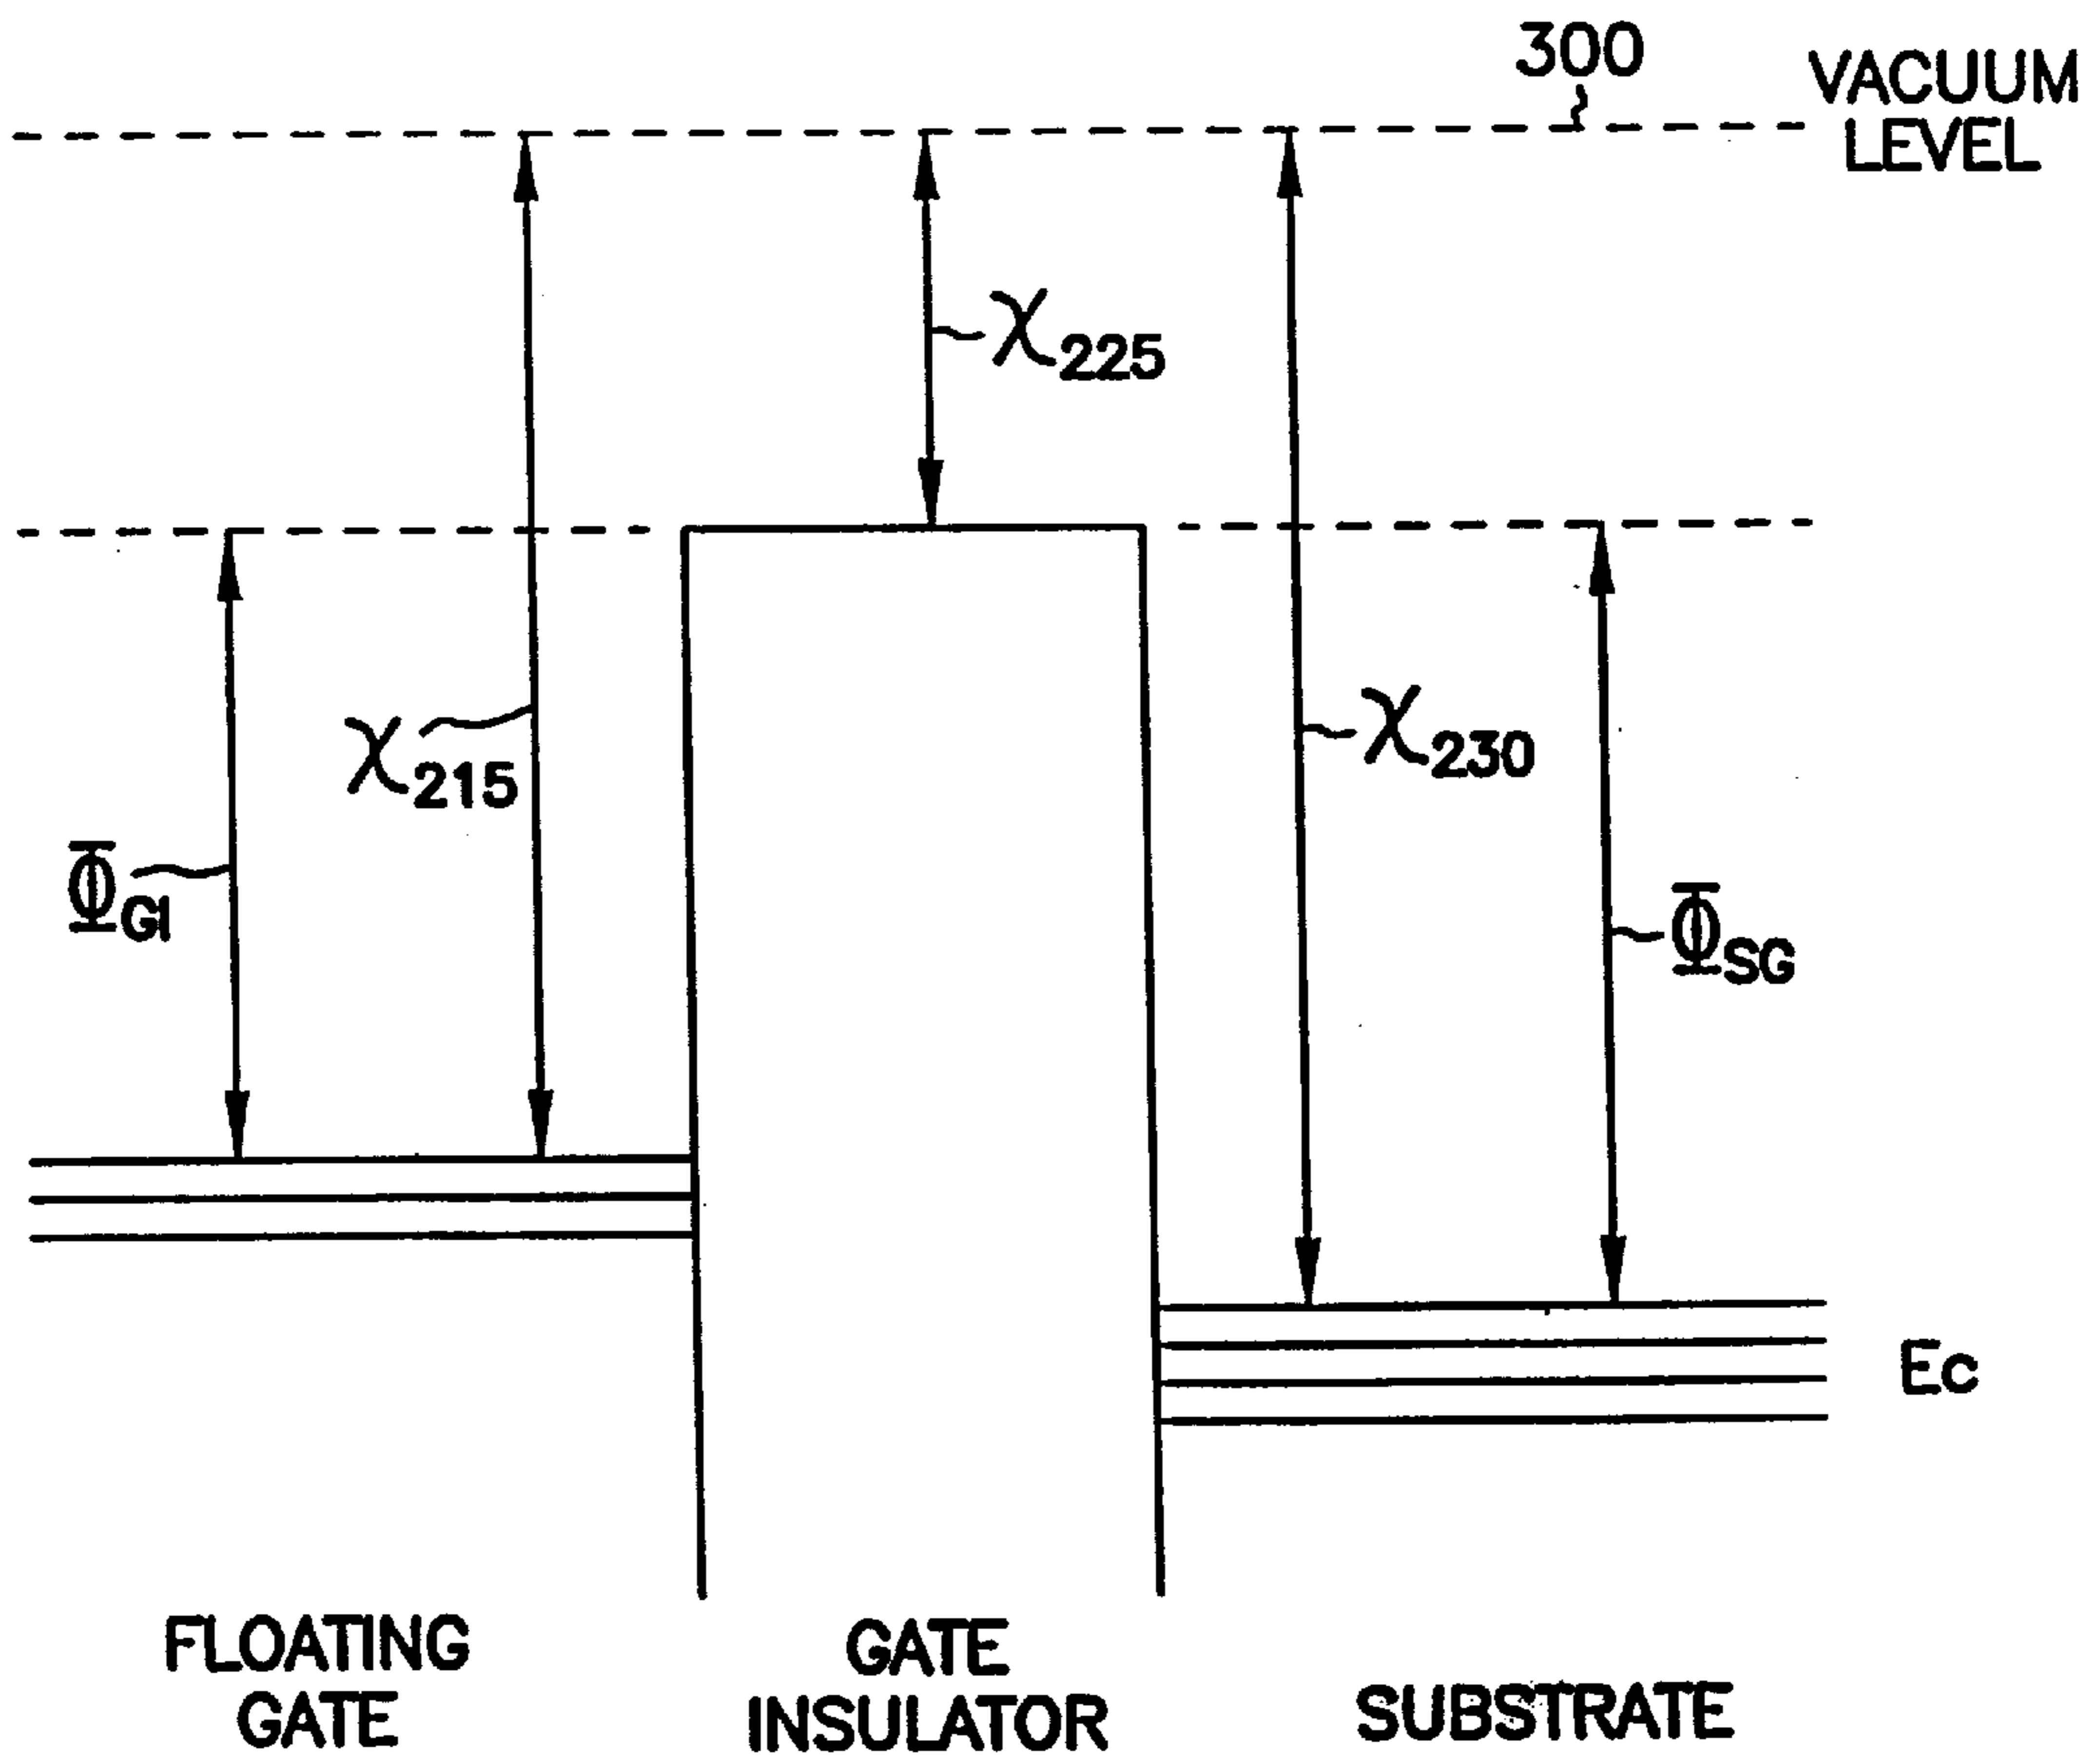 300
VACUUM
LEVEL
χ225
χ215
χ230
ΦGI
ΦSG
Ec
FLOATING
GATE
GATE
INSULATOR
SUBSTRATE